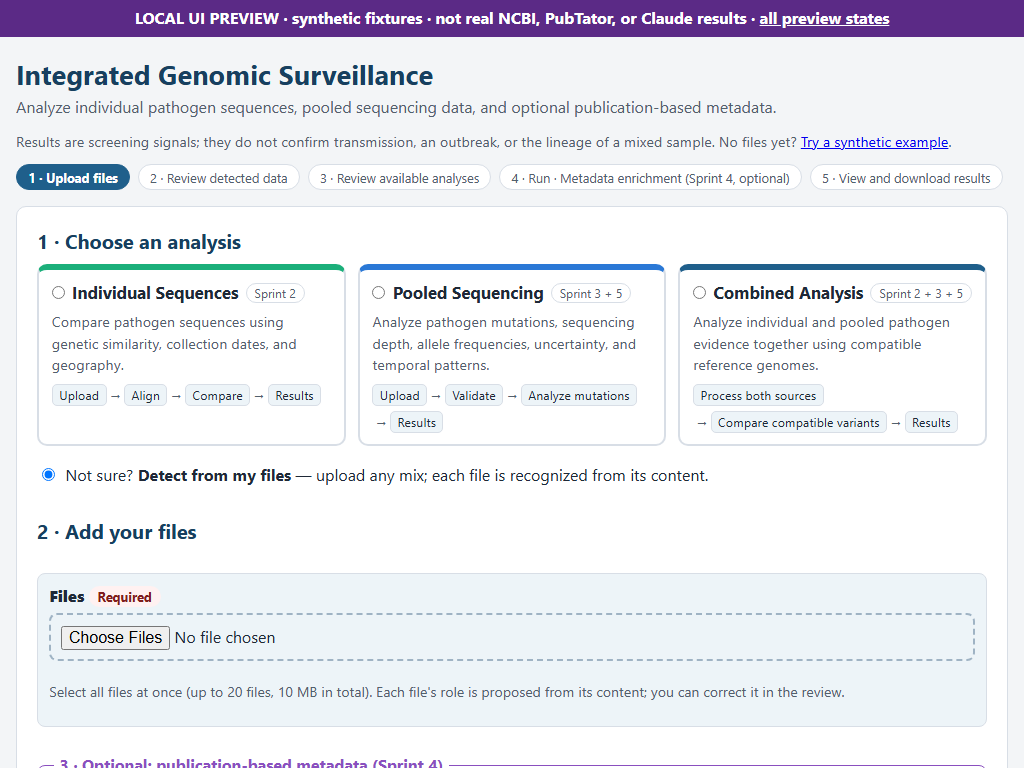 LOCAL UI PREVIEW · synthetic fixtures · not real NCBI, PubTator, or Claude results · all preview states
Integrated Genomic Surveillance
Analyze individual pathogen sequences, pooled sequencing data, and optional publication-based metadata.
Results are screening signals; they do not confirm transmission, an outbreak, or the lineage of a mixed sample. No files yet? Try a synthetic example.
1 · Upload files
2 · Review detected data
3 · Review available analyses
4 · Run · Metadata enrichment (Sprint 4, optional)
5 · View and download results
1 · Choose an analysis
Individual Sequences Sprint 2
Compare pathogen sequences using
genetic similarity, collection dates, and
geography.
Upload → Align → Compare → Results
Pooled Sequencing Sprint 3 + 5
Analyze pathogen mutations, sequencing
depth, allele frequencies, uncertainty, and
temporal patterns.
Upload → Validate → Analyze mutations
→ Results
Combined Analysis Sprint 2 + 3 + 5
Analyze individual and pooled pathogen
evidence together using compatible
reference genomes.
Process both sources
→ Compare compatible variants → Results
Not sure? Detect from my files — upload any mix; each file is recognized from its content.
2 · Add your files
Files Required
Choose Files No file chosen
Select all files at once (up to 20 files, 10 MB in total). Each file's role is proposed from its content; you can correct it in the review.
3 · Optional: publication-based metadata (Sprint 4)